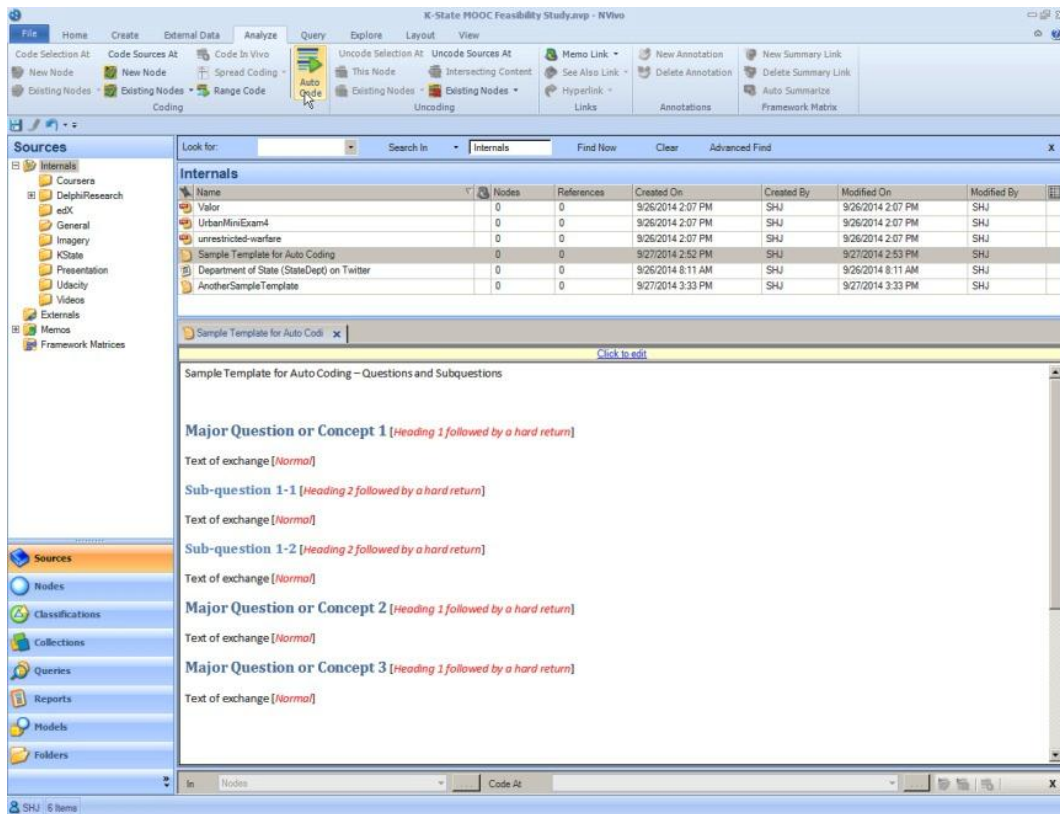 K-State MOOC Feasibility Study.nvp - NVivo
File Home Create External Data Analyze Query Explore Layout View
Code Selection At Code Sources At Code In Vivo Uncode Selection At Uncode Sources At Memo Link New Annotation New Summary Link
New Node New Node Spread Coding Auto Code This Node Intersecting Content See Also Link Delete Annotation Delete Summary Link
Existing Nodes Existing Nodes Range Code Existing Nodes Existing Nodes Hyperlink Auto Summarize
Coding Uncoding Links Annotations Framework Matrix
Sources
Internals
Coursera
DelphiResearch
edX
General
Imagery
KState
Presentation
Udacity
Videos
Externals
Memos
Framework Matrices
Look for: Search In Internals Find Now Clear Advanced Find x
Internals
Name Nodes References Created On Created By Modified On Modified By
Valor 0 0 9/26/2014 2:07 PM SHJ 9/26/2014 2:07 PM SHJ
UrbanMiniExam4 0 0 9/26/2014 2:07 PM SHJ 9/26/2014 2:07 PM SHJ
unrestricted-warfare 0 0 9/26/2014 2:07 PM SHJ 9/26/2014 2:07 PM SHJ
Sample Template for Auto Coding 0 0 9/27/2014 2:52 PM SHJ 9/27/2014 2:53 PM SHJ
Department of State (StateDept) on Twitter 0 0 9/26/2014 8:11 AM SHJ 9/26/2014 8:11 AM SHJ
AnotherSampleTemplate 0 0 9/27/2014 3:33 PM SHJ 9/27/2014 3:33 PM SHJ
Sample Template for Auto Codi x
Click to edit
Sample Template for Auto Coding – Questions and Subquestions
Major Question or Concept 1 [Heading 1 followed by a hard return]
Text of exchange [Normal]
Sub-question 1-1 [Heading 2 followed by a hard return]
Text of exchange [Normal]
Sub-question 1-2 [Heading 2 followed by a hard return]
Text of exchange [Normal]
Major Question or Concept 2 [Heading 1 followed by a hard return]
Text of exchange [Normal]
Major Question or Concept 3 [Heading 1 followed by a hard return]
Text of exchange [Normal]
Sources
Nodes
Classifications
Collections
Queries
Reports
Models
Folders
In Nodes ... Code At ... x
SHJ 6 Items